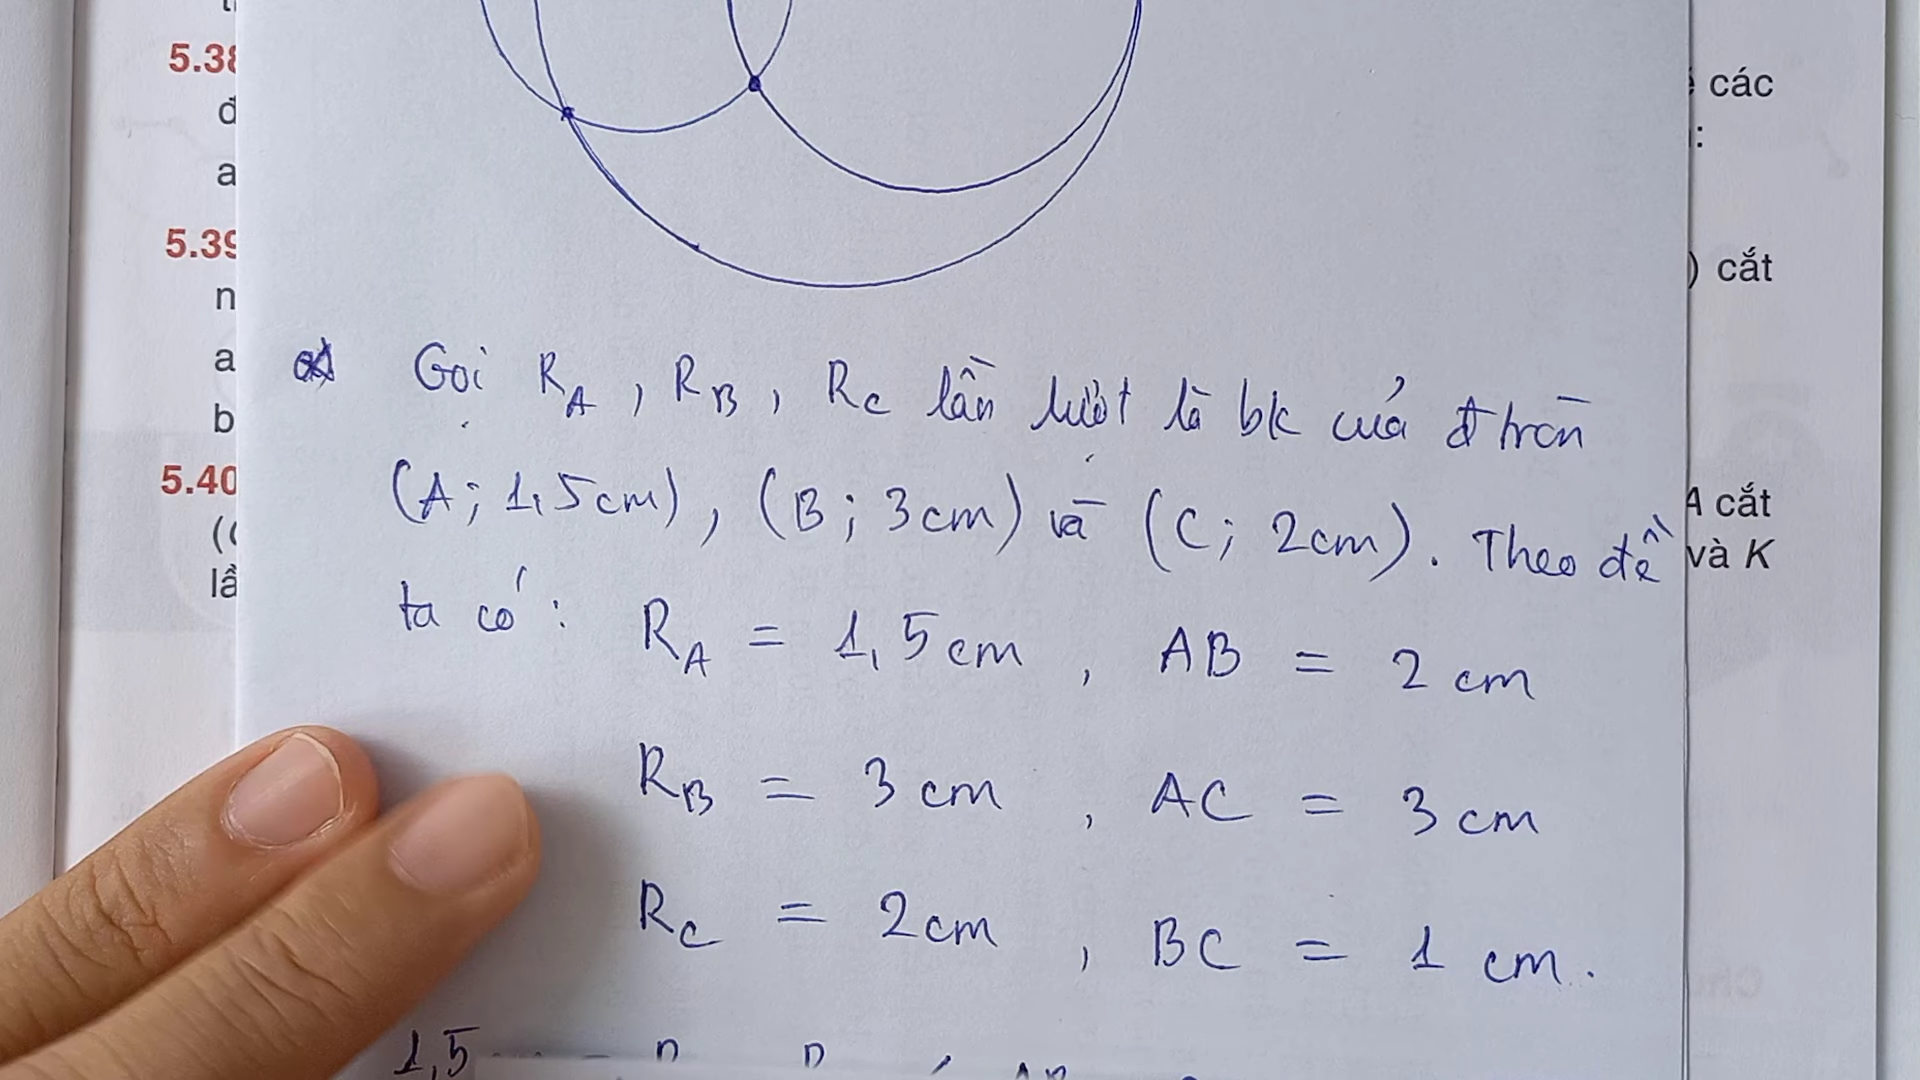 5.38
các
đ
:
a
5.39
) cắt
n
a
Gọi R_A, R_B, R_C lần lượt là bk của đ tròn
b
5.40
(A; 1,5cm), (B; 3cm) và (C; 2cm). Theo đề
A cắt
và K
lầ
ta có: R_A = 1,5cm, AB = 2 cm
R_B = 3 cm, AC = 3 cm
R_C = 2cm, BC = 1 cm.
1,5